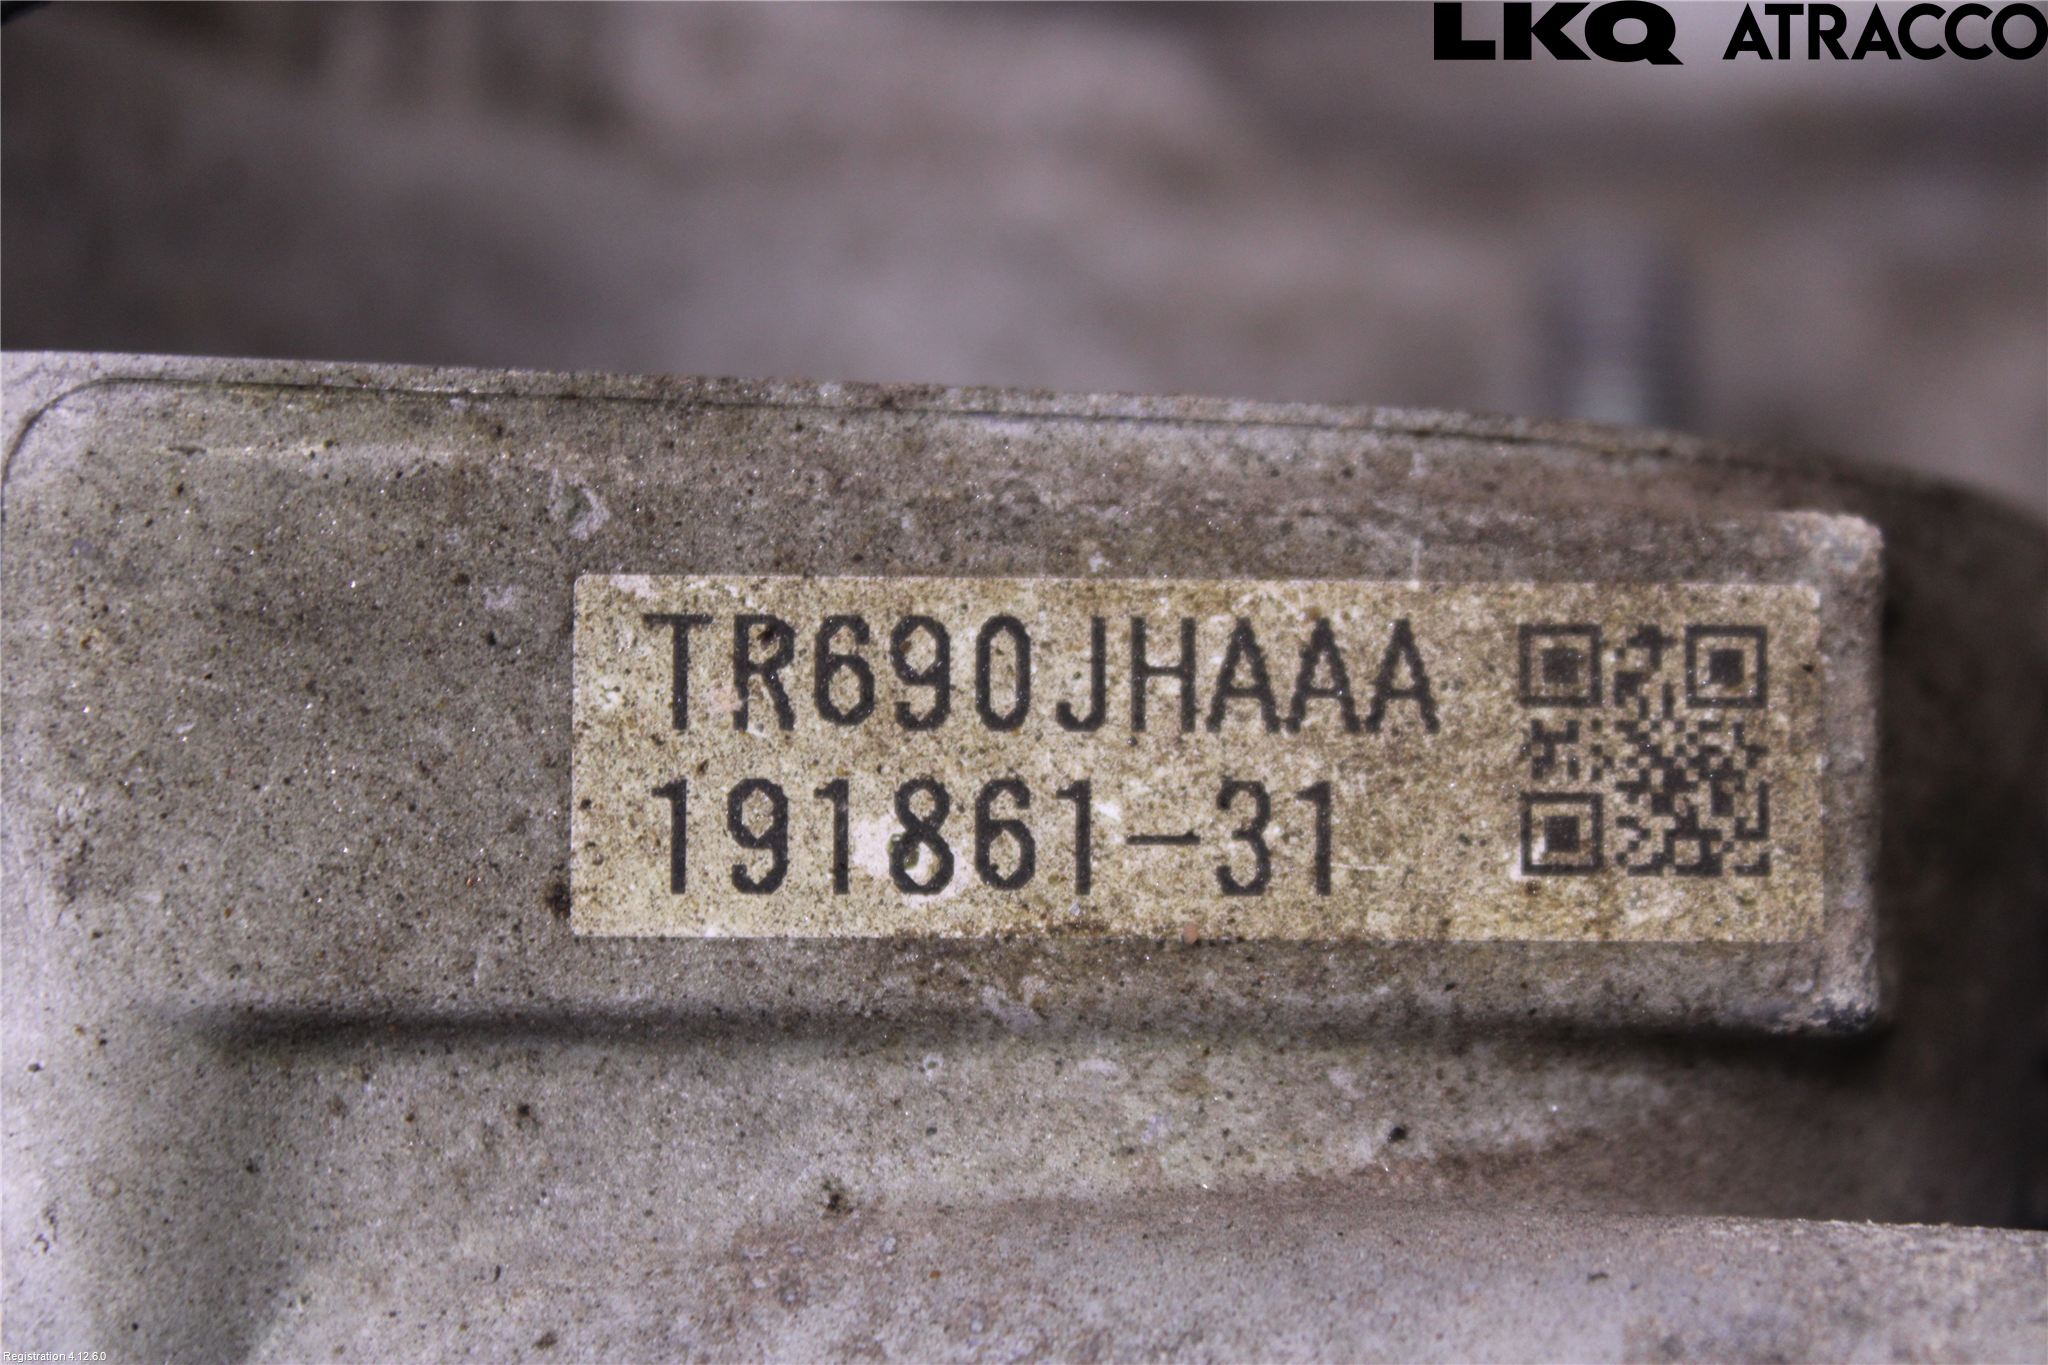 LKQ ATRACCO
TR690JHAAA
191861-31
Registration 4.12.6.0